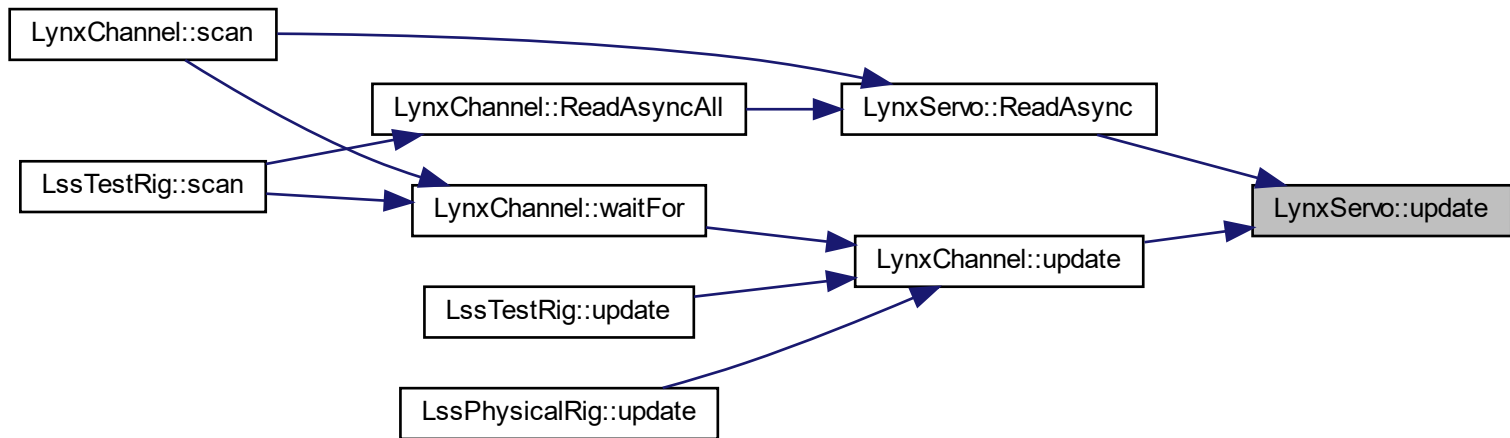 LynxChannel::scan
LynxChannel::ReadAsyncAll
LynxServo::ReadAsync
LssTestRig::scan
LynxChannel::waitFor
LynxServo::update
LynxChannel::update
LssTestRig::update
LssPhysicalRig::update